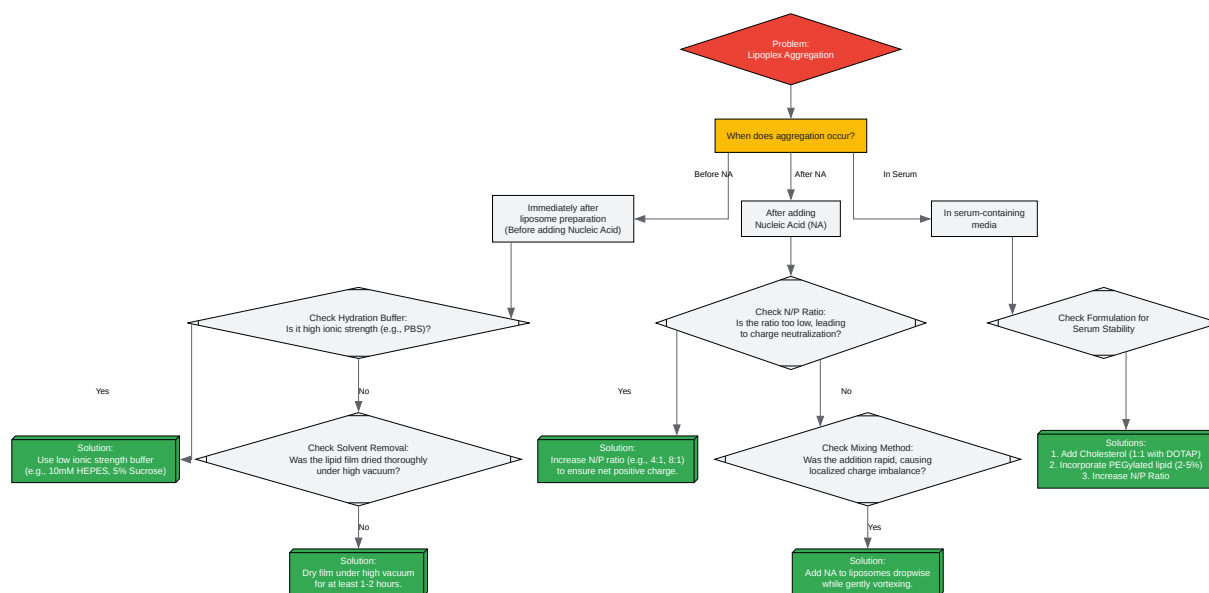 Problem:
Lipoplex Aggregation
When does aggregation occur?
Before NA
After NA
In Serum
Immediately after
liposome preparation
(Before adding Nucleic Acid)
After adding
Nucleic Acid (NA)
In serum-containing
media
Check Hydration Buffer:
Is it high ionic strength (e.g., PBS)?
Check N/P Ratio:
Is the ratio too low, leading
to charge neutralization?
Check Formulation for
Serum Stability
Yes
No
Yes
No
Solution:
Use low ionic strength buffer
(e.g., 10mM HEPES, 5% Sucrose)
Check Solvent Removal:
Was the lipid film dried thoroughly
under high vacuum?
Solution:
Increase N/P ratio (e.g., 4:1, 8:1)
to ensure net positive charge.
Check Mixing Method:
Was the addition rapid, causing
localized charge imbalance?
Solutions:
1. Add Cholesterol (1:1 with DOTAP)
2. Incorporate PEGylated lipid (2-5%)
3. Increase N/P Ratio
No
Yes
Solution:
Dry film under high vacuum
for at least 1-2 hours.
Solution:
Add NA to liposomes dropwise
while gently vortexing.